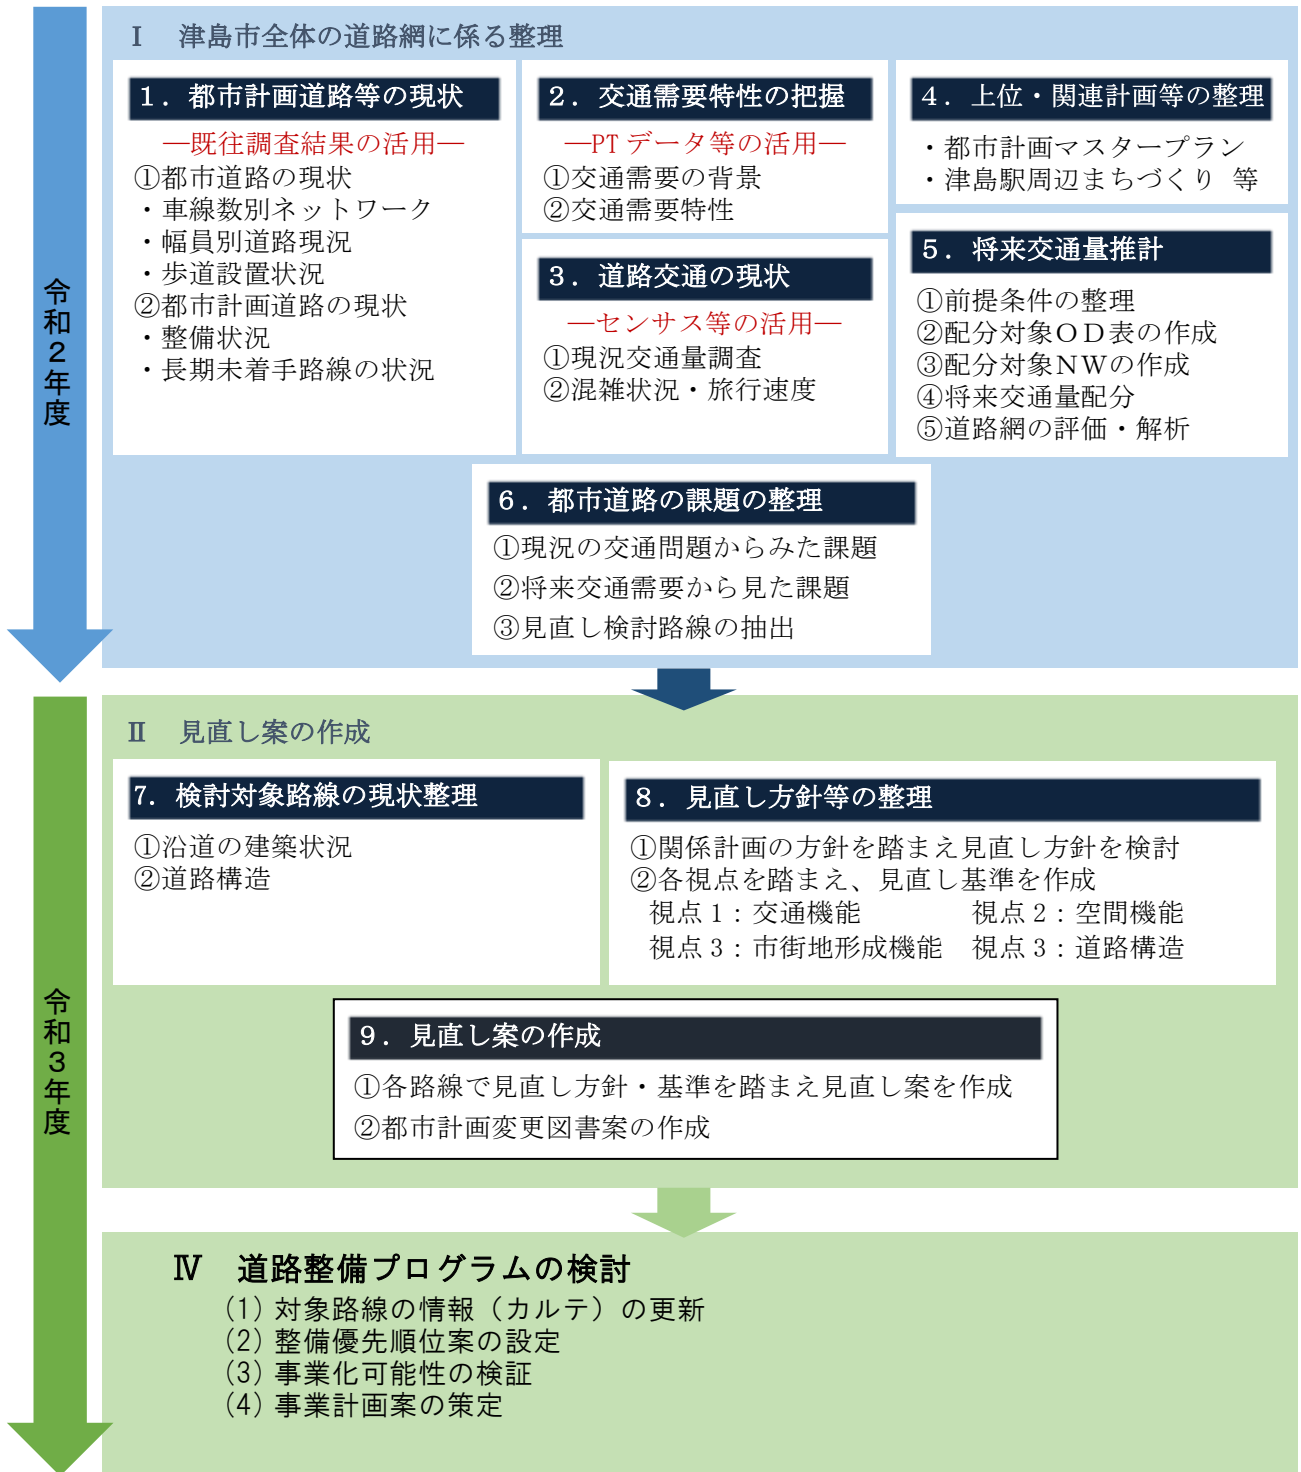 令和２年度
Ⅰ　津島市全体の道路網に係る整理
１．都市計画道路等の現状
―既往調査結果の活用―
①都市道路の現状
・車線数別ネットワーク
・幅員別道路現況
・歩道設置状況
②都市計画道路の現状
・整備状況
・長期未着手路線の状況
２．交通需要特性の把握
―PTデータ等の活用―
①交通需要の背景
②交通需要特性
３．道路交通の現状
―センサス等の活用―
①現況交通量調査
②混雑状況・旅行速度
４．上位・関連計画等の整理
・都市計画マスタープラン
・津島駅周辺まちづくり 等
５．将来交通量推計
①前提条件の整理
②配分対象ＯＤ表の作成
③配分対象ＮＷの作成
④将来交通量配分
⑤道路網の評価・解析
６．都市道路の課題の整理
①現況の交通問題からみた課題
②将来交通需要から見た課題
③見直し検討路線の抽出
令和３年度
Ⅱ　見直し案の作成
7．検討対象路線の現状整理
①沿道の建築状況
②道路構造
８．見直し方針等の整理
①関係計画の方針を踏まえ見直し方針を検討
②各視点を踏まえ、見直し基準を作成
視点1：交通機能　視点2：空間機能
視点3：市街地形成機能　視点3：道路構造
９．見直し案の作成
①各路線で見直し方針・基準を踏まえ見直し案を作成
②都市計画変更図書案の作成
Ⅳ　道路整備プログラムの検討
(1)対象路線の情報（カルテ）の更新
(2)整備優先順位案の設定
(3)事業化可能性の検証
(4)事業計画案の策定